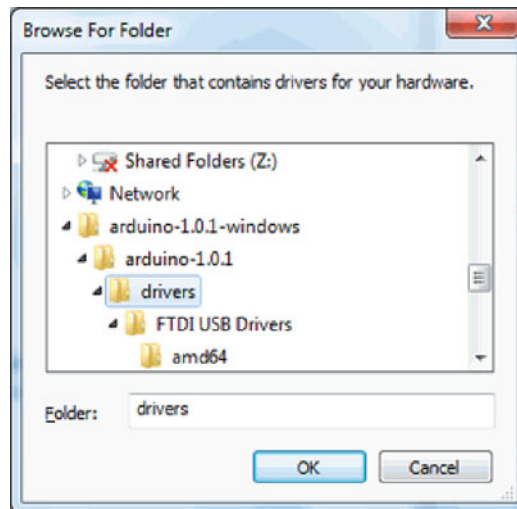 Browse For Folder
Select the folder that contains drivers for your hardware.
Shared Folders (Z:)
Network
arduino-1.0.1-windows
arduino-1.0.1
drivers
FTDI USB Drivers
amd64
Folder: drivers
OK Cancel